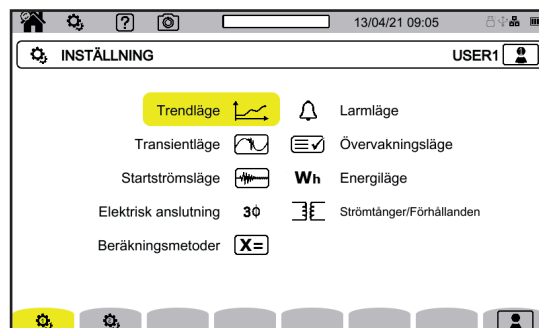 ?
13/04/21 09:05
INSTÄLLNING
USER1
Trendläge
Larmläge
Transientläge
Övervakningsläge
Startströmsläge
Wh Energiläge
Elektrisk anslutning 3ϕ
Strömtänger/Förhållanden
Beräkningsmetoder X=